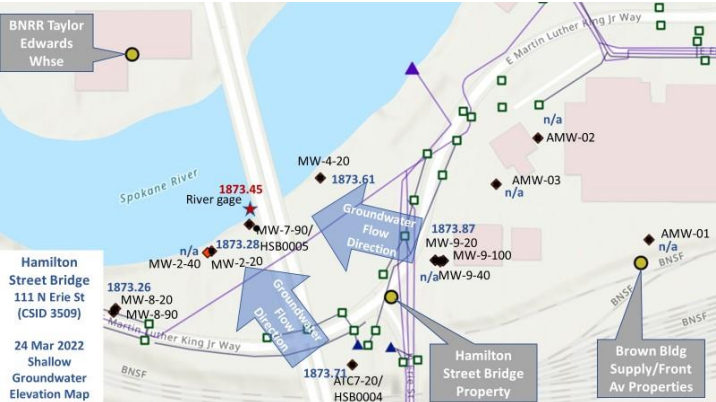 BNRR Taylor
Edwards
Whse
E Martin Luther King Jr Way
n/a
AMW-02
MW-4-20
1873.61
AMW-03
n/a
Spokane River
1873.45
River gage
Groundwater
Flow
Direction
1873.87
MW-9-20
MW-9-100
n/a
MW-9-40
MW-7-90/
HSB0005
n/a
1873.28
MW-2-40
MW-2-20
AMW-01
n/a
BNSF
BNSF
BNSF
Hamilton
Street Bridge
111 N Erie St
(CSID 3509)
24 Mar 2022
Shallow
Groundwater
Elevation Map
1873.26
MW-8-20
MW-8-90
Martin Luther King Jr Way
BNSF
Groundwater
Flow
Direction
1873.71
ATC7-20/
HSB0004
Hamilton
Street Bridge
Property
Brown Bldg
Supply/Front
Av Properties